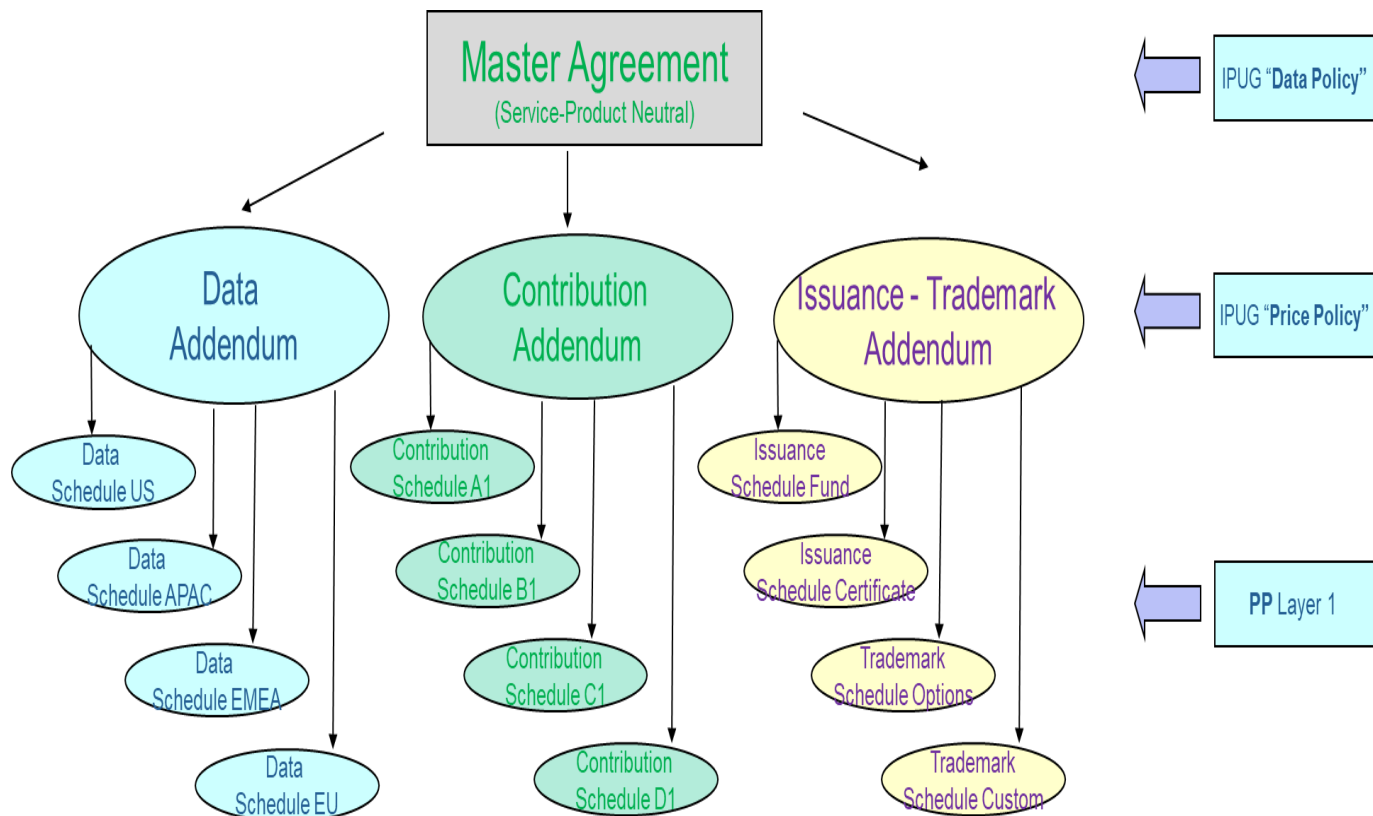 Master Agreement
(Service-Product Neutral)
IPUG “Data Policy”
Data
Addendum
Contribution
Addendum
Issuance - Trademark
Addendum
IPUG “Price Policy”
Data
Schedule US
Contribution
Schedule A1
Issuance
Schedule Fund
Data
Schedule APAC
Contribution
Schedule B1
Issuance
Schedule Certificate
PP Layer 1
Data
Schedule EMEA
Contribution
Schedule C1
Trademark
Schedule Options
Data
Schedule EU
Contribution
Schedule D1
Trademark
Schedule Custom